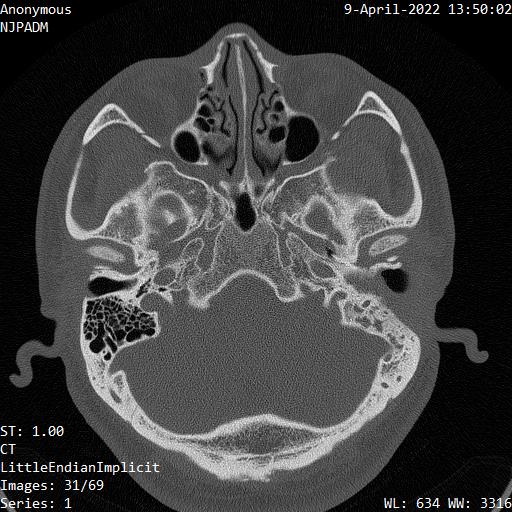 Anonymous
NJPADM
9-April-2022 13:50:02
ST: 1.00
CT
LittleEndianImplicit
Images: 31/69
Series: 1
WL: 634 WW: 3316